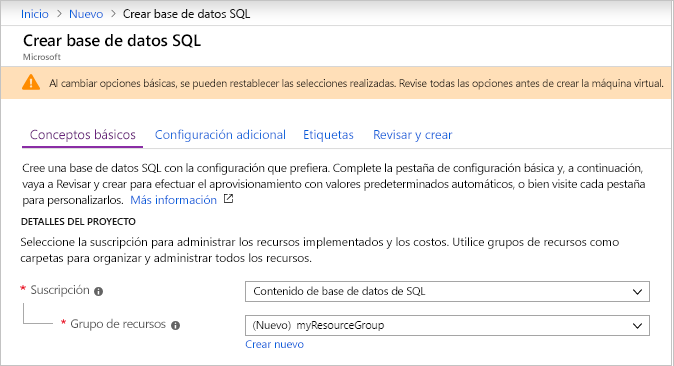 Inicio > Nuevo > Crear base de datos SQL
Crear base de datos SQL
Microsoft
Al cambiar opciones básicas, se pueden restablecer las selecciones realizadas. Revise todas las opciones antes de crear la máquina virtual.
Conceptos básicos Configuración adicional Etiquetas Revisar y crear
Cree una base de datos SQL con la configuración que prefiera. Complete la pestaña de configuración básica y, a continuación,
vaya a Revisar y crear para efectuar el aprovisionamiento con valores predeterminados automáticos, o bien visite cada pestaña
para personalizarlos. Más información
DETALLES DEL PROYECTO
Seleccione la suscripción para administrar los recursos implementados y los costos. Utilice grupos de recursos como
carpetas para organizar y administrar todos los recursos.
* Suscripción Contenido de base de datos de SQL
* Grupo de recursos (Nuevo) myResourceGroup
Crear nuevo